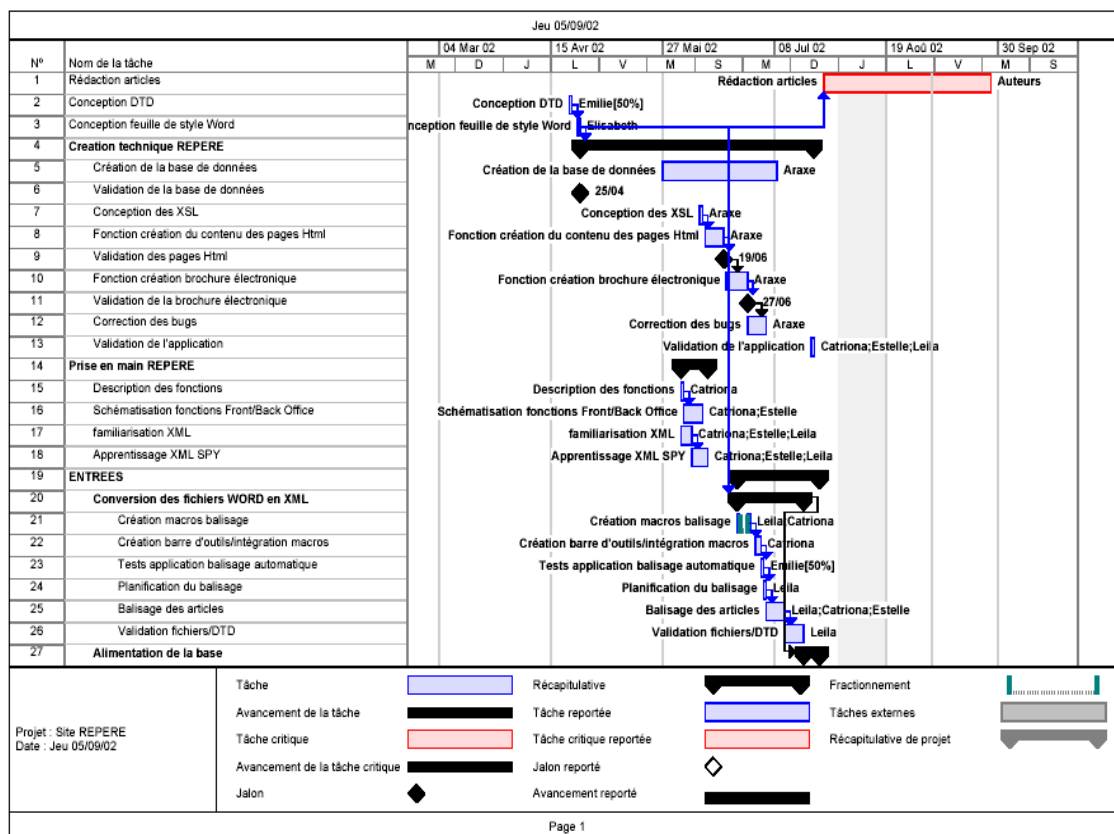 Jeu 05/09/02
04 Mar 02 15 Avr 02 27 Mai 02 08 Jul 02 19 Aoû 02 30 Sep 02
N° Nom de la tâche M D J L V M S M D J L V M S
1 Rédaction articles Rédaction articles Auteurs
2 Conception DTD Conception DTD Emilie[50%]
3 Conception feuille de style Word nception feuille de style Word Elisabeth
4 Creation technique REPERE
5 Création de la base de données Création de la base de données Araxe
6 Validation de la base de données 25/04
7 Conception des XSL Conception des XSL Araxe
8 Fonction création du contenu des pages Html Fonction création du contenu des pages Html Araxe
9 Validation des pages Html 19/06
10 Fonction création brochure électronique Fonction création brochure électronique Araxe
11 Validation de la brochure électronique 27/06
12 Correction des bugs Correction des bugs Araxe
13 Validation de l'application Validation de l'application Catriona;Estelle;Leila
14 Prise en main REPERE
15 Description des fonctions Description des fonctions Catriona
16 Schématisation fonctions Front/Back Office Schématisation fonctions Front/Back Office Catriona;Estelle
17 familiarisation XML familiarisation XML Catriona;Estelle;Leila
18 Apprentissage XML SPY Apprentissage XML SPY Catriona;Estelle;Leila
19 ENTREES
20 Conversion des fichiers WORD en XML
21 Création macros balisage Création macros balisage Leila;Catriona
22 Création barre d'outils/intégration macros Création barre d'outils/intégration macros Catriona
23 Tests application balisage automatique Tests application balisage automatique Emilie[50%]
24 Planification du balisage Planification du balisage Leila
25 Balisage des articles Balisage des articles Leila;Catriona;Estelle
26 Validation fichiers/DTD Validation fichiers/DTD Leila
27 Alimentation de la base
Projet : Site REPERE
Date : Jeu 05/09/02
Tâche Récapitulative Fractionnement
Avancement de la tâche Tâche reportée Tâches externes
Tâche critique Tâche critique reportée Récapitulative de projet
Avancement de la tâche critique Jalon reporté
Jalon Avancement reporté
Page 1